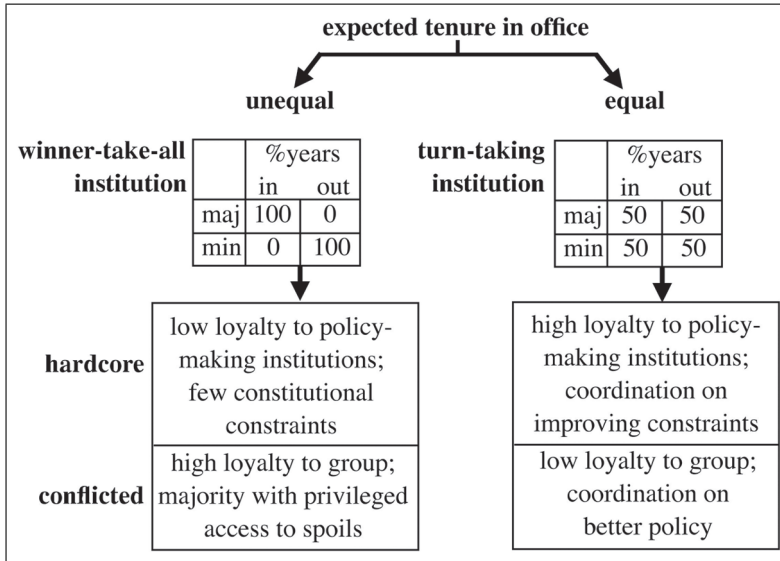 expected tenure in office
unequal
equal
winner-take-all
institution
%years
in out
maj 100 0
min 0 100
turn-taking
institution
%years
in out
maj 50 50
min 50 50
hardcore
low loyalty to policy-
making institutions;
few constitutional
constraints
high loyalty to policy-
making institutions;
coordination on
improving constraints
conflicted
high loyalty to group;
majority with privileged
access to spoils
low loyalty to group;
coordination on
better policy